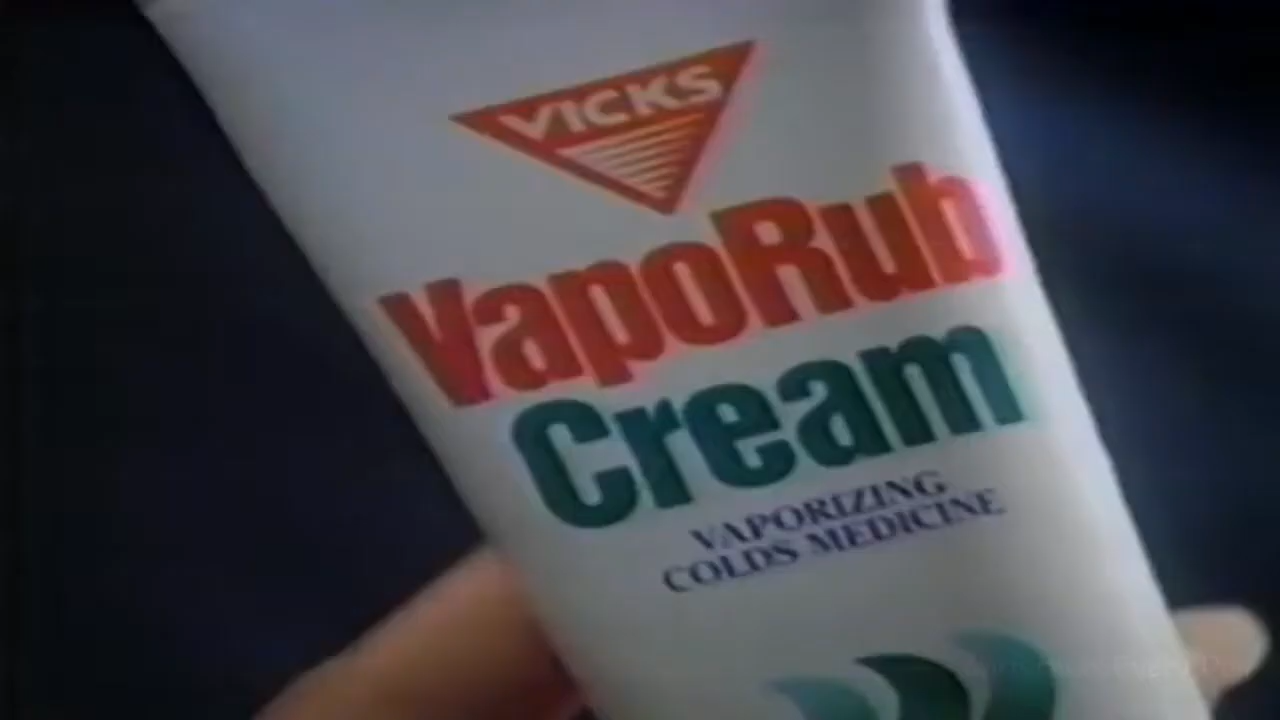 VICKS
VapoRub
Cream
VAPORIZING
COLDS MEDICINE